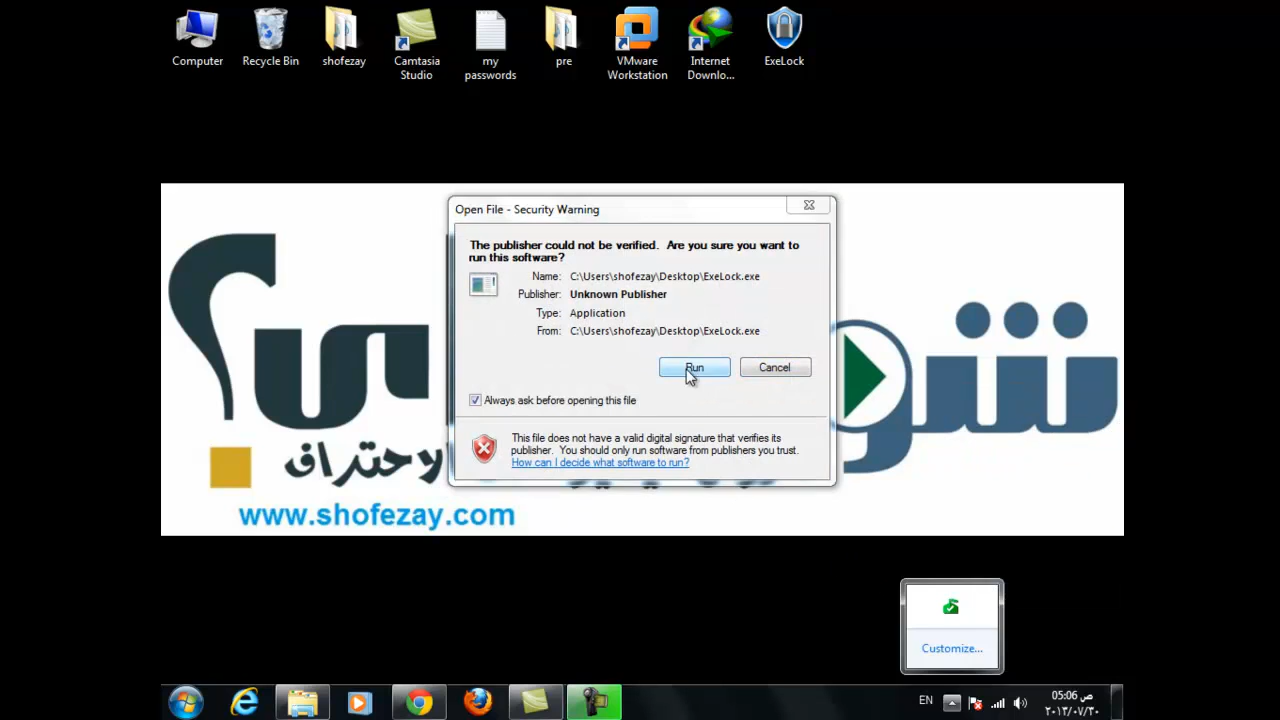 Computer
Recycle Bin
shofezay
Camtasia
Studio
my
passwords
pre
VMware
Workstation
Internet
Downlo...
ExeLock
Open File - Security Warning
The publisher could not be verified. Are you sure you want to
run this software?
Name: C:\Users\shofezay\Desktop\ExeLock.exe
Publisher: Unknown Publisher
Type: Application
From: C:\Users\shofezay\Desktop\ExeLock.exe
Run
Cancel
Always ask before opening this file
This file does not have a valid digital signature that verifies its
publisher. You should only run software from publishers you trust.
How can I decide what software to run?
الاحتراق
www.shofezay.com
Customize...
EN
05:06 ص
٢٠١٣/٠٧/٣٠